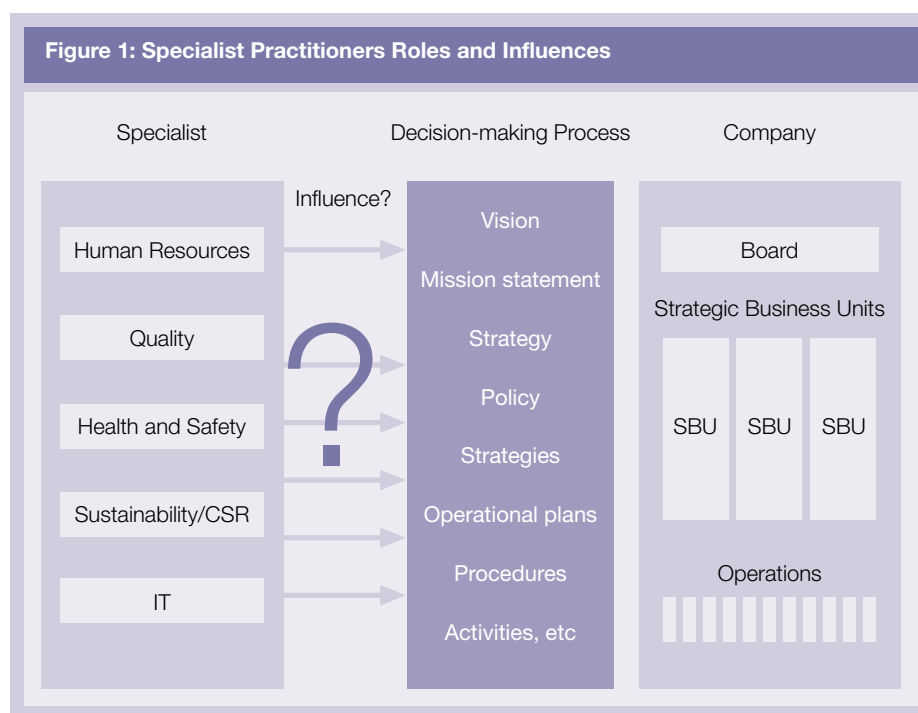 Figure 1: Specialist Practitioners Roles and Influences
Specialist
Decision-making Process
Company
Influence?
Human Resources
Quality
Health and Safety
Sustainability/CSR
IT
?
Vision
Mission statement
Strategy
Policy
Strategies
Operational plans
Procedures
Activities, etc
Board
Strategic Business Units
SBU SBU SBU
Operations